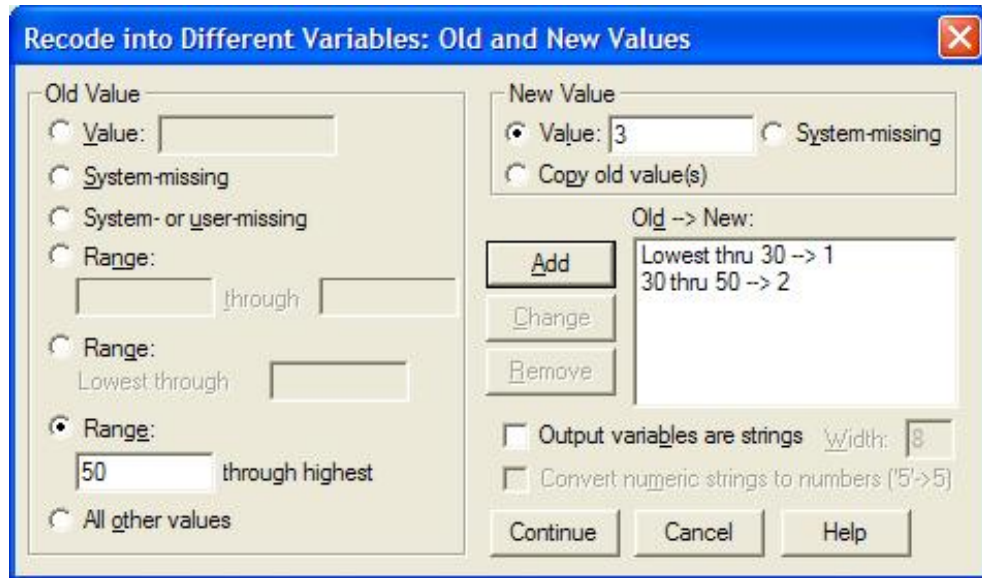 Recode into Different Variables: Old and New Values
Old Value
Value:
System-missing
System- or user-missing
Range:
through
Range:
Lowest through
Range:
50 through highest
All other values
New Value
Value: 3 System-missing
Copy old value(s)
Old --> New:
Add
Change
Remove
Lowest thru 30 --> 1
30 thru 50 --> 2
Output variables are strings Width: 8
Convert numeric strings to numbers ('5'->5)
Continue Cancel Help